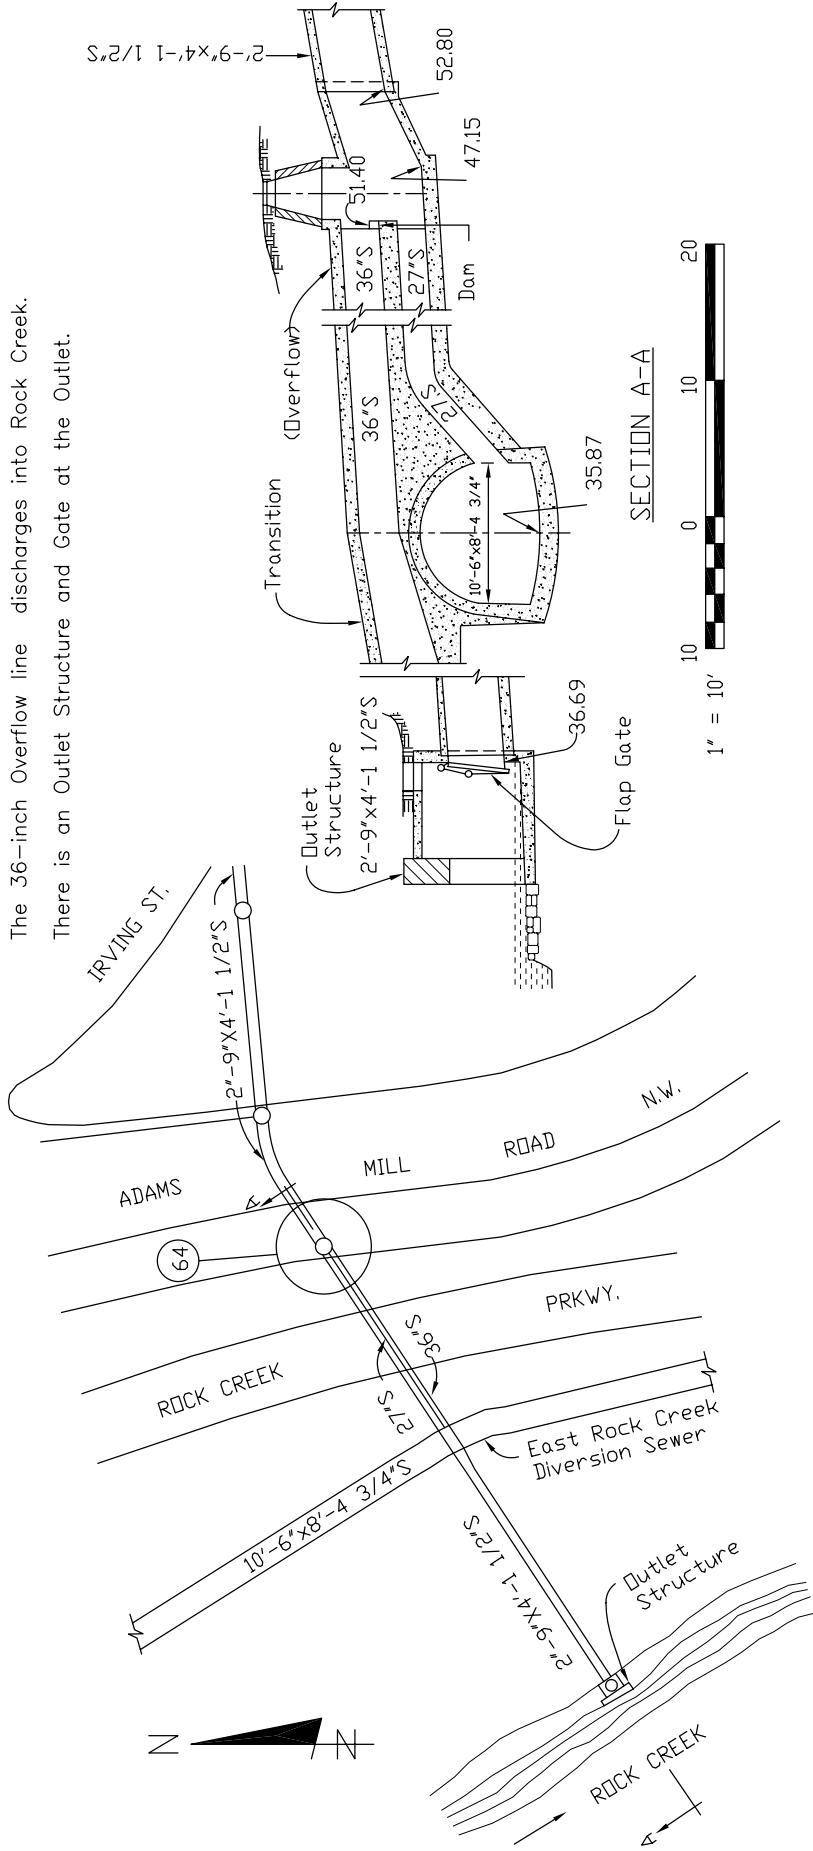 The 36-inch Overflow line discharges into Rock Creek.
There is an Outlet Structure and Gate at the Outlet.
IRVING ST.
2"-9"X4'-1 1/2"S
ADAMS MILL ROAD N.W.
A
64
ROCK CREEK PRKWY.
36"S
27"S
10'-6"x8'-4 3/4"S
East Rock Creek
Diversion Sewer
2"-9"X4'-1 1/2"S
Outlet
Structure
ROCK CREEK
A
N
N
2'-9"x4'-1 1/2"S
52.80
47.15
51.40
36"S
27"S
Dam
(Overflow)
36"S
27"S
Transition
10'-6"x8'-4 3/4"
35.87
Outlet
Structure
2'-9"x4'-1 1/2"S
36.69
Flap Gate
SECTION A-A
10 0 10 20
1" = 10'